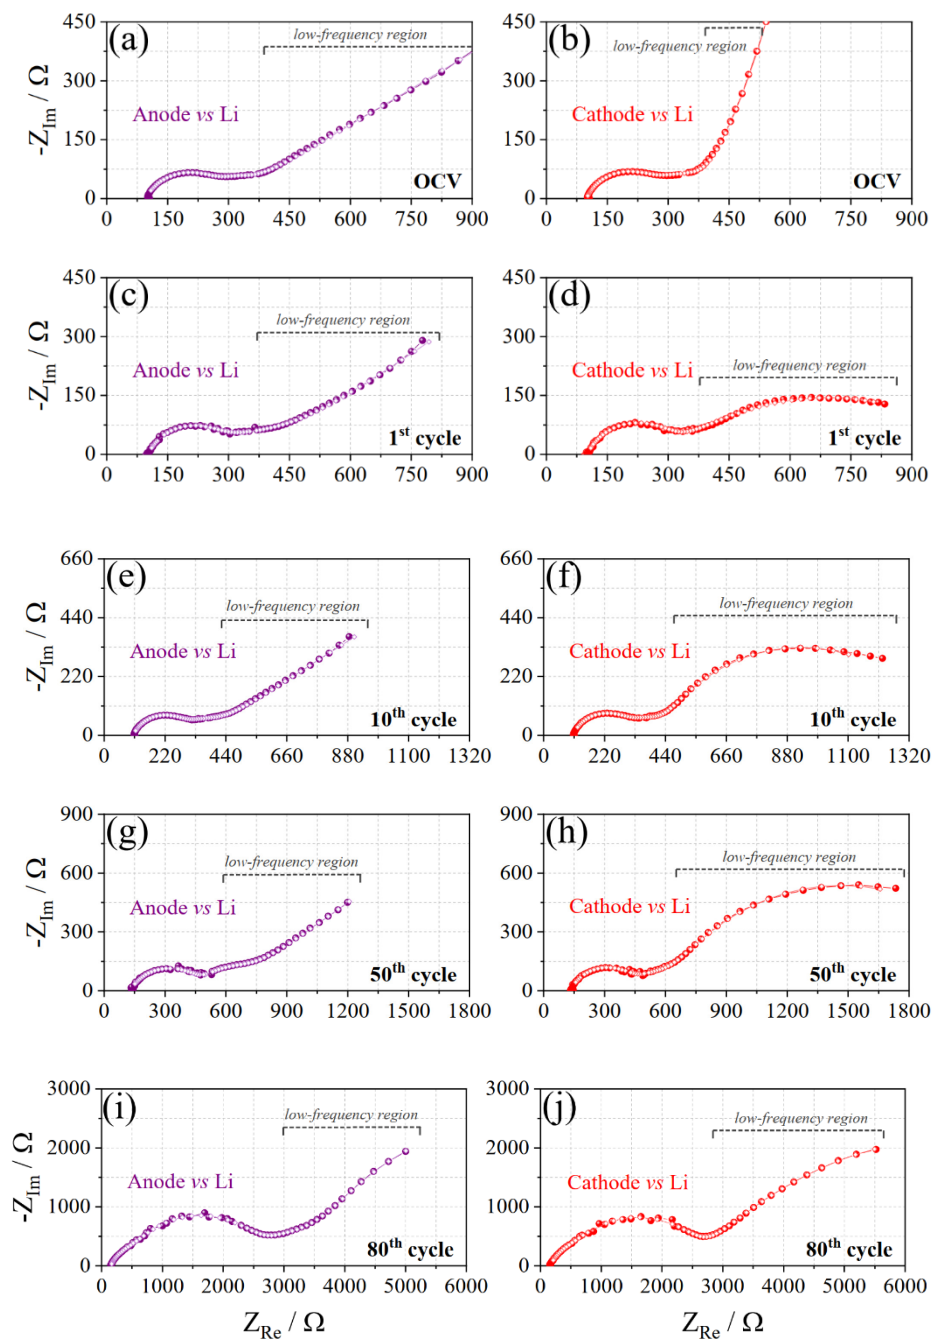 (a)
450
300
150
0
-Z_Im / Ω
low-frequency region
Anode vs Li
OCV
0 150 300 450 600 750 900
(b)
450
300
150
0
low-frequency region
Cathode vs Li
OCV
0 150 300 450 600 750 900
(c)
450
300
150
0
-Z_Im / Ω
low-frequency region
Anode vs Li
1st cycle
0 150 300 450 600 750 900
(d)
450
300
150
0
low-frequency region
Cathode vs Li
1st cycle
0 150 300 450 600 750 900
(e)
660
440
220
0
-Z_Im / Ω
low-frequency region
Anode vs Li
10th cycle
0 220 440 660 880 1100 1320
(f)
660
440
220
0
low-frequency region
Cathode vs Li
10th cycle
0 220 440 660 880 1100 1320
(g)
900
600
300
0
-Z_Im / Ω
low-frequency region
Anode vs Li
50th cycle
0 300 600 900 1200 1500 1800
(h)
900
600
300
0
low-frequency region
Cathode vs Li
50th cycle
0 300 600 900 1200 1500 1800
(i)
3000
2000
1000
0
-Z_Im / Ω
low-frequency region
Anode vs Li
80th cycle
0 1000 2000 3000 4000 5000 6000
Z_Re / Ω
(j)
3000
2000
1000
0
low-frequency region
Cathode vs Li
80th cycle
0 1000 2000 3000 4000 5000 6000
Z_Re / Ω